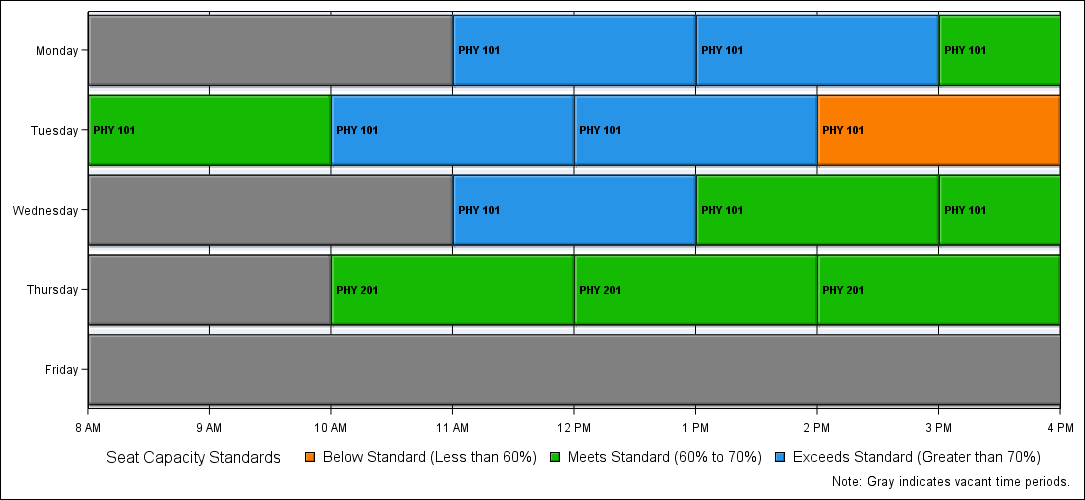 Monday PHY 101 PHY 101 PHY 101
Tuesday PHY 101 PHY 101 PHY 101 PHY 101
Wednesday PHY 101 PHY 101 PHY 101
Thursday PHY 201 PHY 201 PHY 201
Friday
8 AM 9 AM 10 AM 11 AM 12 PM 1 PM 2 PM 3 PM 4 PM
Seat Capacity Standards Below Standard (Less than 60%) Meets Standard (60% to 70%) Exceeds Standard (Greater than 70%)
Note: Gray indicates vacant time periods.